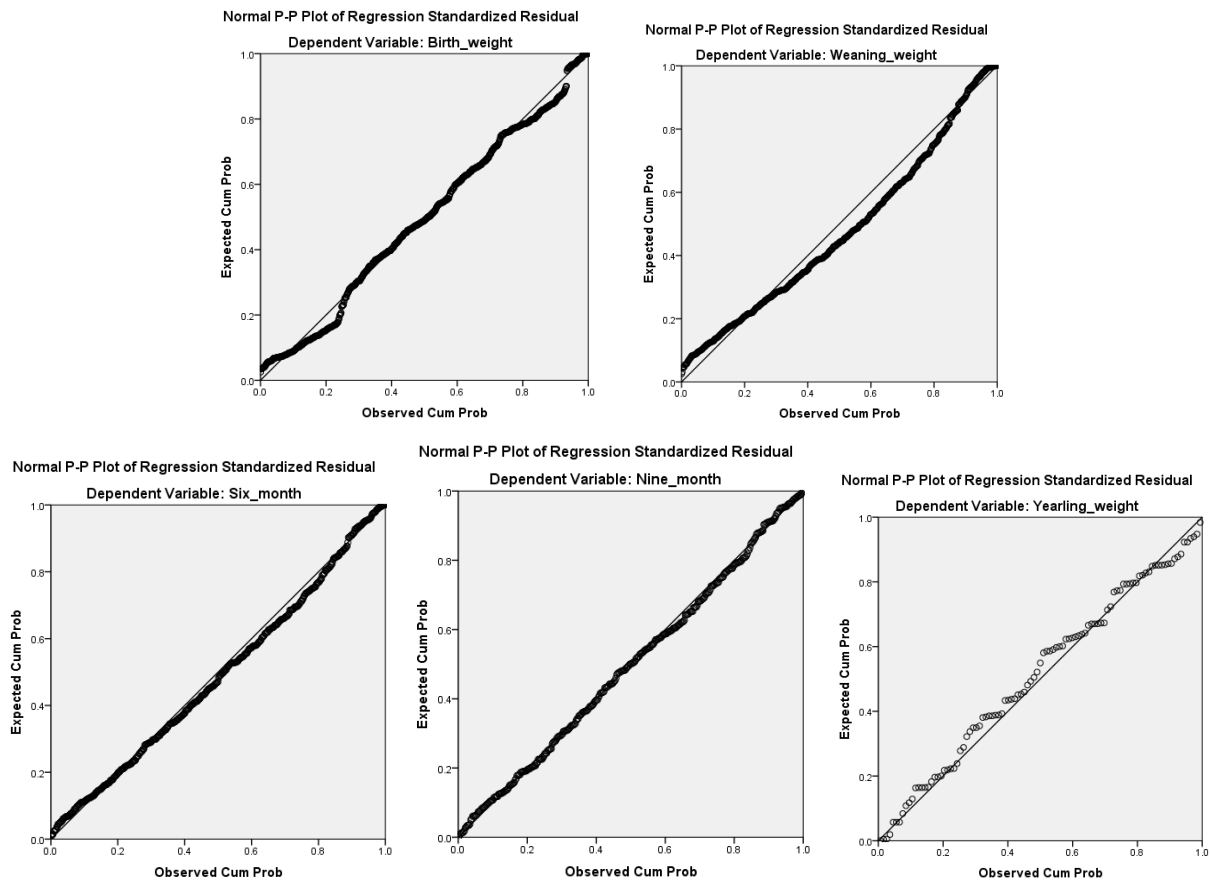 Normal P-P Plot of Regression Standardized Residual
Dependent Variable: Birth_weight
1.0
0.8
0.6
0.4
0.2
0.0
Expected Cum Prob
0.0 0.2 0.4 0.6 0.8 1.0
Observed Cum Prob
Normal P-P Plot of Regression Standardized Residual
Dependent Variable: Weaning_weight
1.0
0.8
0.6
0.4
0.2
0.0
Expected Cum Prob
0.0 0.2 0.4 0.6 0.8 1.0
Observed Cum Prob
Normal P-P Plot of Regression Standardized Residual
Dependent Variable: Six_month
1.0
0.8
0.6
0.4
0.2
0.0
Expected Cum Prob
0.0 0.2 0.4 0.6 0.8 1.0
Observed Cum Prob
Normal P-P Plot of Regression Standardized Residual
Dependent Variable: Nine_month
1.0
0.8
0.6
0.4
0.2
0.0
Expected Cum Prob
0.0 0.2 0.4 0.6 0.8 1.0
Observed Cum Prob
Normal P-P Plot of Regression Standardized Residual
Dependent Variable: Yearling_weight
1.0
0.8
0.6
0.4
0.2
0.0
Expected Cum Prob
0.0 0.2 0.4 0.6 0.8 1.0
Observed Cum Prob